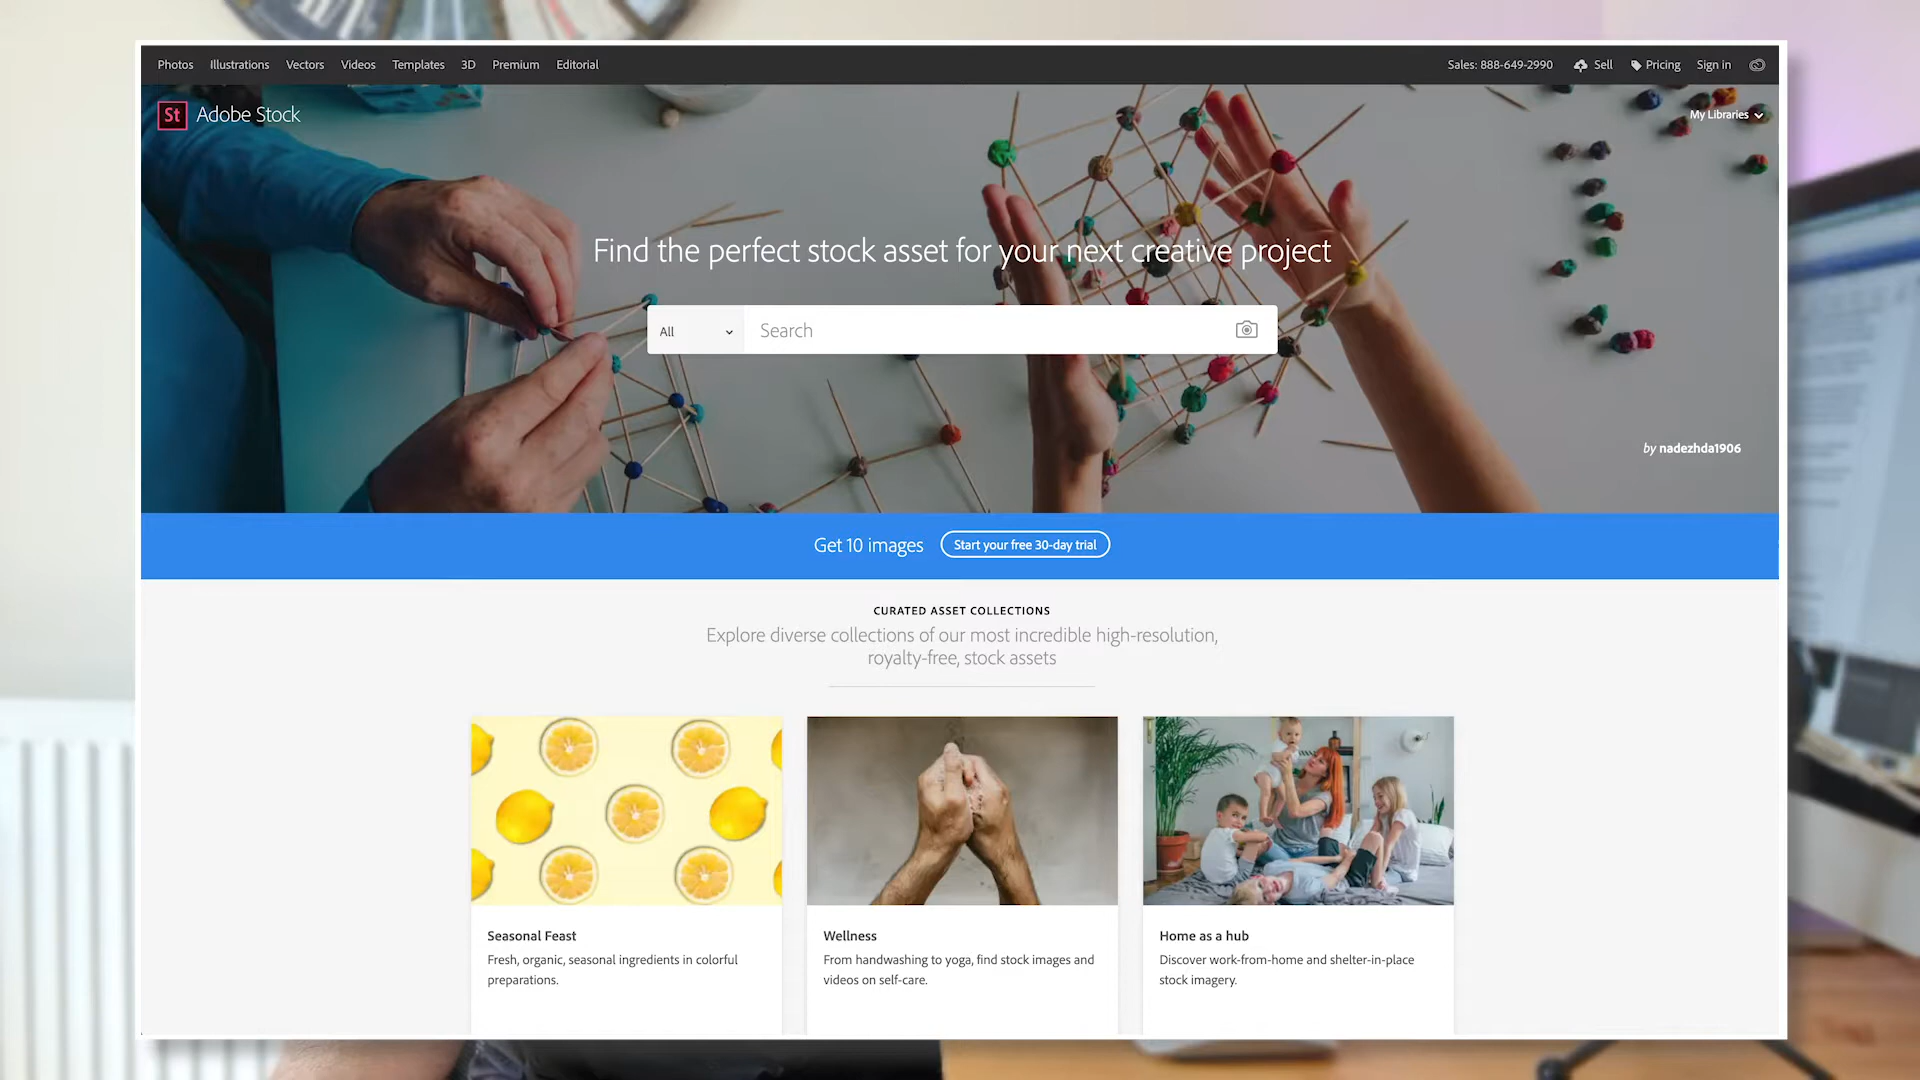 Photos Illustrations Vectors Videos Templates 3D Premium Editorial
Sales: 888-649-2990 Sell Pricing Sign in
St Adobe Stock
My Libraries
Find the perfect stock asset for your next creative project
All Search
by nadezhda1906
Get 10 images Start your free 30-day trial
CURATED ASSET COLLECTIONS
Explore diverse collections of our most incredible high-resolution,
royalty-free, stock assets
Seasonal Feast
Fresh, organic, seasonal ingredients in colorful
preparations.
Wellness
From handwashing to yoga, find stock images and
videos on self-care.
Home as a hub
Discover work-from-home and shelter-in-place
stock imagery.